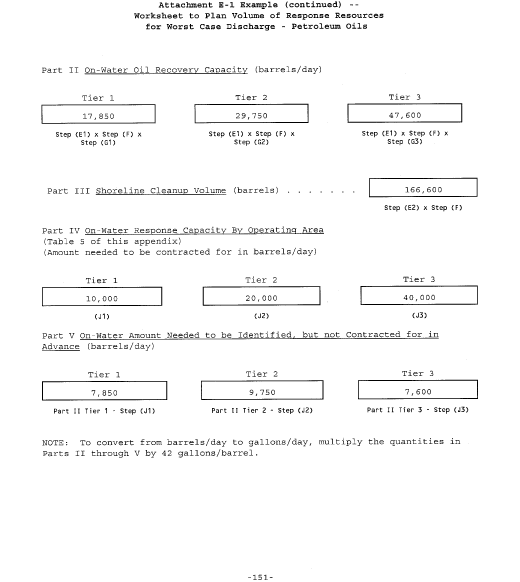 Attachment E-1 Example (continued) --
Worksheet to Plan Volume of Response Resources
for Worst Case Discharge - Petroleum Oils
Part II On-Water Oil Recovery Capacity (barrels/day)
Tier 1 Tier 2 Tier 3
17,850 29,750 47,600
Step (E1) x Step (F) x Step (E1) x Step (F) x Step (E1) x Step (F) x
Step (G1) Step (G2) Step (G3)
Part III Shoreline Cleanup Volume (barrels) . . . . . . . 166,600
Step (E2) x Step (F)
Part IV On-Water Response Capacity By Operating Area
(Table 5 of this appendix)
(Amount needed to be contracted for in barrels/day)
Tier 1 Tier 2 Tier 3
10,000 20,000 40,000
(J1) (J2) (J3)
Part V On-Water Amount Needed to be Identified, but not Contracted for in
Advance (barrels/day)
Tier 1 Tier 2 Tier 3
7,850 9,750 7,600
Part II Tier 1 - Step (J1) Part II Tier 2 - Step (J2) Part II Tier 3 - Step (J3)
NOTE: To convert from barrels/day to gallons/day, multiply the quantities in
Parts II through V by 42 gallons/barrel.
-151-